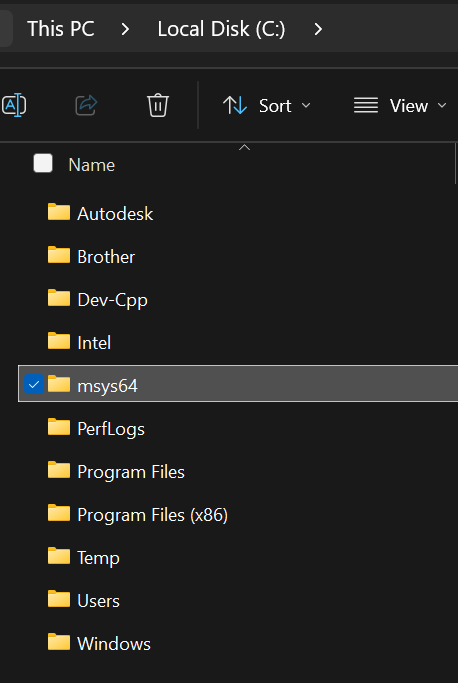 This PC > Local Disk (C:) >
A Sort View
Name
Autodesk
Brother
Dev-Cpp
Intel
msys64
PerfLogs
Program Files
Program Files (x86)
Temp
Users
Windows